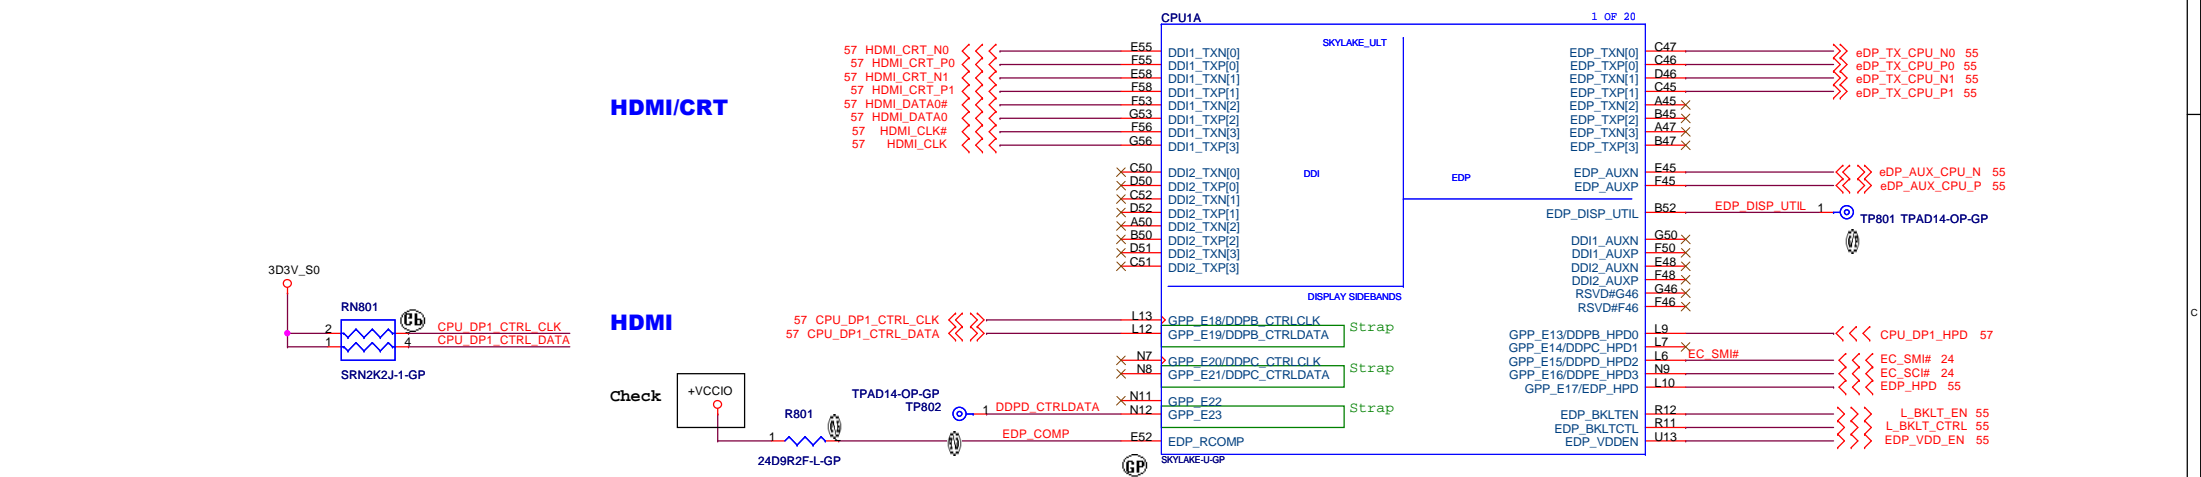 CPU1A
1 OF 20
SKYLAKE_ULT
DDI
EDP
DISPLAY SIDEBANDS
HDMI/CRT
57 HDMI_CRT_N0 E55 DDI1_TXN[0]
57 HDMI_CRT_P0 F55 DDI1_TXP[0]
57 HDMI_CRT_N1 E58 DDI1_TXN[1]
57 HDMI_CRT_P1 F58 DDI1_TXP[1]
57 HDMI_DATA0# F53 DDI1_TXN[2]
57 HDMI_DATA0 G53 DDI1_TXP[2]
57 HDMI_CLK# F56 DDI1_TXN[3]
57 HDMI_CLK G56 DDI1_TXP[3]
C50 DDI2_TXN[0]
D50 DDI2_TXP[0]
C52 DDI2_TXN[1]
D52 DDI2_TXP[1]
A50 DDI2_TXN[2]
B50 DDI2_TXP[2]
D51 DDI2_TXN[3]
C51 DDI2_TXP[3]
EDP_TXN[0] C47 eDP_TX_CPU_N0 55
EDP_TXP[0] C46 eDP_TX_CPU_P0 55
EDP_TXN[1] D46 eDP_TX_CPU_N1 55
EDP_TXP[1] C45 eDP_TX_CPU_P1 55
EDP_TXN[2] A45
EDP_TXP[2] B45
EDP_TXN[3] A47
EDP_TXP[3] B47
EDP_AUXN E45 eDP_AUX_CPU_N 55
EDP_AUXP F45 eDP_AUX_CPU_P 55
EDP_DISP_UTIL B52 EDP_DISP_UTIL 1 TP801 TPAD14-OP-GP
DDI1_AUXN G50
DDI1_AUXP F50
DDI2_AUXN E48
DDI2_AUXP F48
RSVD#G46 G46
RSVD#F46 F46
3D3V_S0
RN801
2 3 CPU_DP1_CTRL_CLK
1 4 CPU_DP1_CTRL_DATA
SRN2K2J-1-GP
HDMI
57 CPU_DP1_CTRL_CLK L13 GPP_E18/DDPB_CTRLCLK
57 CPU_DP1_CTRL_DATA L12 GPP_E19/DDPB_CTRLDATA Strap
N7 GPP_E20/DDPC_CTRLCLK
N8 GPP_E21/DDPC_CTRLDATA Strap
N11 GPP_E22
TPAD14-OP-GP
TP802 1 DDPD_CTRLDATA N12 GPP_E23 Strap
Check
+VCCIO
R801
1 EDP_COMP E52 EDP_RCOMP
24D9R2F-L-GP
GPP_E13/DDPB_HPD0 L9 CPU_DP1_HPD 57
GPP_E14/DDPC_HPD1 L7
GPP_E15/DDPD_HPD2 L6 EC_SMI# EC_SMI# 24
GPP_E16/DDPE_HPD3 N9 EC_SCI# 24
GPP_E17/EDP_HPD L10 EDP_HPD 55
EDP_BKLTEN R12 L_BKLT_EN 55
EDP_BKLTCTL R11 L_BKLT_CTRL 55
EDP_VDDEN U13 EDP_VDD_EN 55
GP
SKYLAKE-U-GP
C